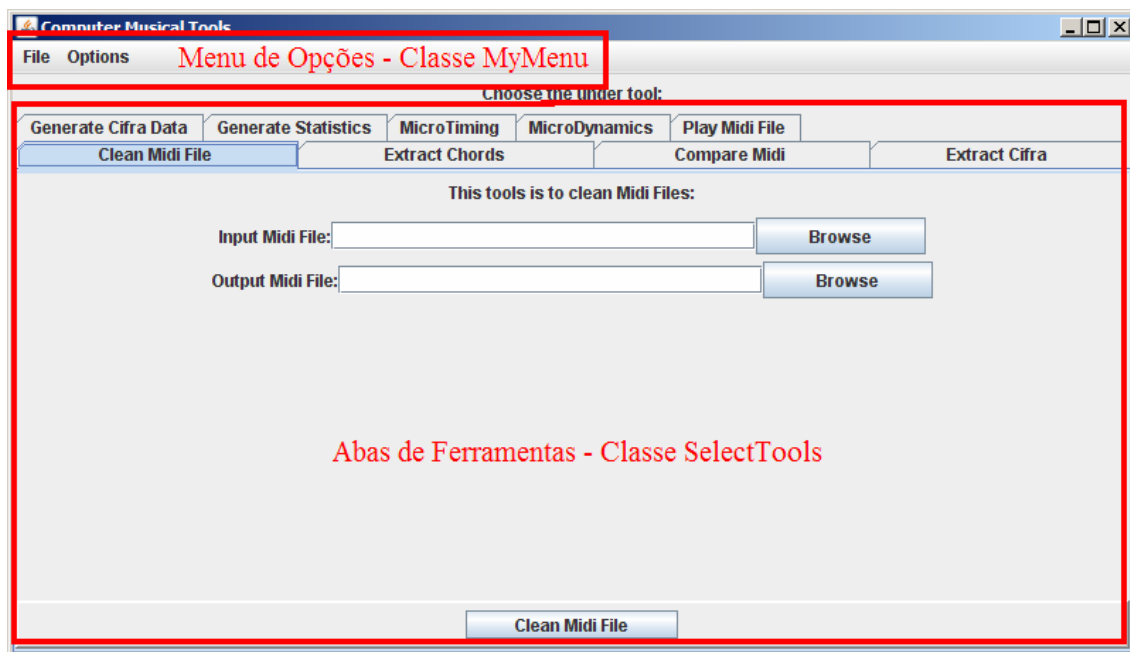 Computer Musical Tools
File Options Menu de Opções - Classe MyMenu
Choose the under tool:
Generate Cifra Data Generate Statistics MicroTiming MicroDynamics Play Midi File
Clean Midi File Extract Chords Compare Midi Extract Cifra
This tools is to clean Midi Files:
Input Midi File: Browse
Output Midi File: Browse
Abas de Ferramentas - Classe SelectTools
Clean Midi File